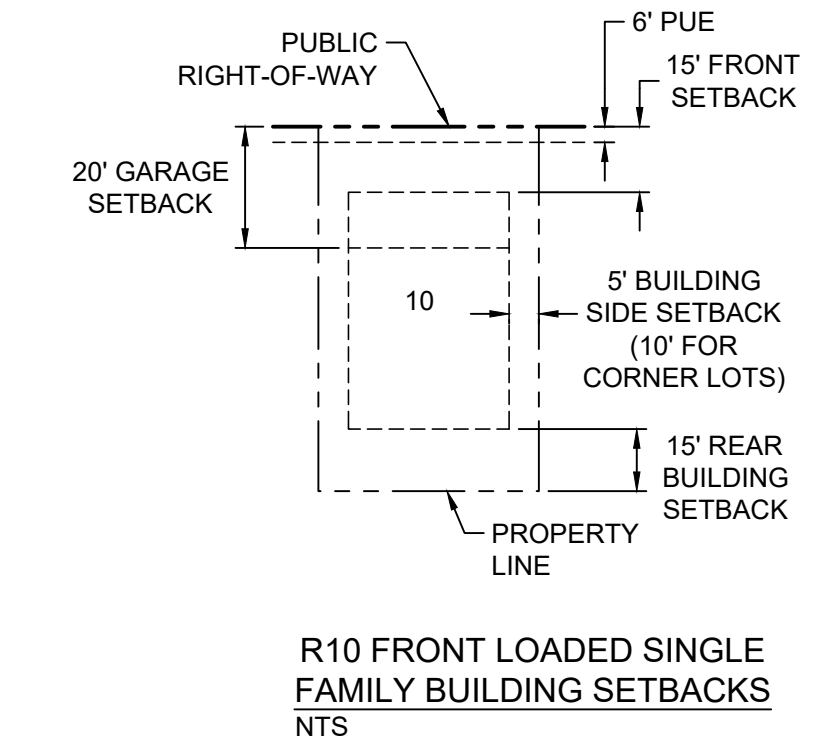 6' PUE
PUBLIC
RIGHT-OF-WAY
15' FRONT
SETBACK
20' GARAGE
SETBACK
10
5' BUILDING
SIDE SETBACK
(10' FOR
CORNER LOTS)
15' REAR
BUILDING
SETBACK
PROPERTY
LINE
R10 FRONT LOADED SINGLE
FAMILY BUILDING SETBACKS
NTS